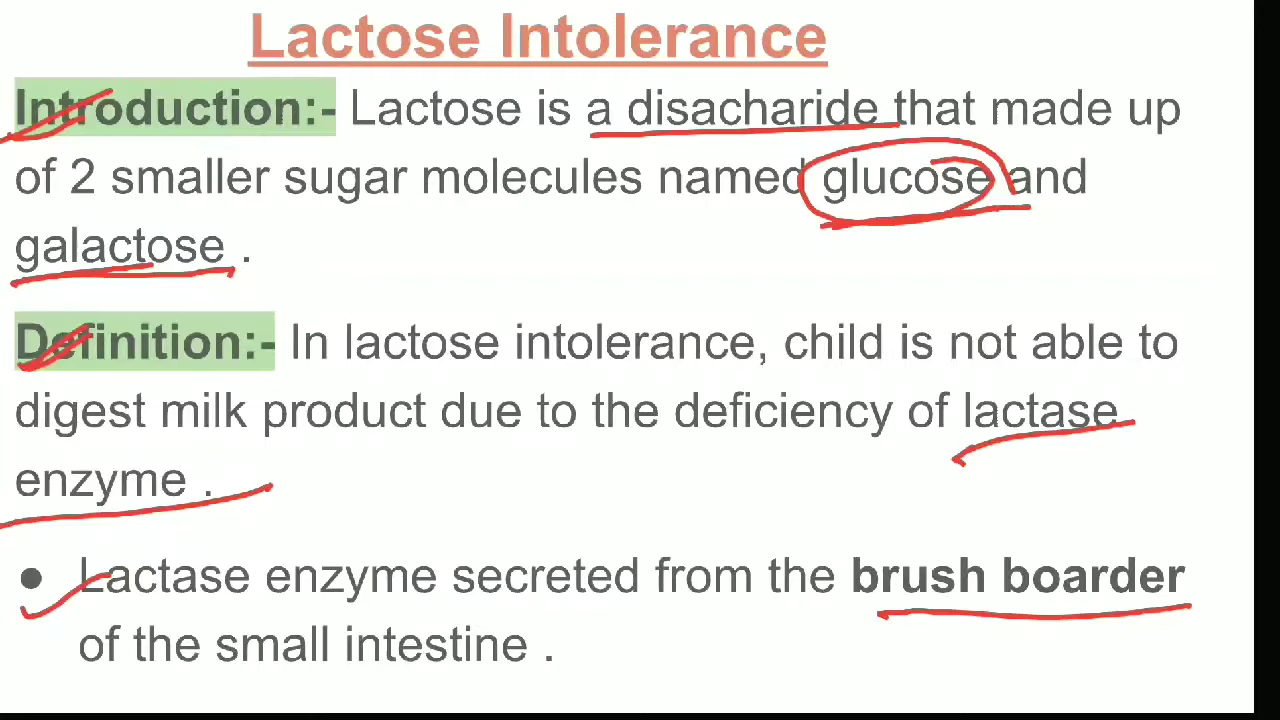 Lactose Intolerance
Introduction:- Lactose is a disacharide that made up
of 2 smaller sugar molecules named glucose and
galactose .
Definition:- In lactose intolerance, child is not able to
digest milk product due to the deficiency of lactase
enzyme .
● Lactase enzyme secreted from the brush boarder
of the small intestine .